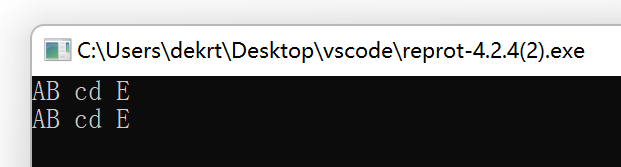 C:\Users\dekrt\Desktop\vscode\reprot-4.2.4(2).exe
AB cd E
AB cd E